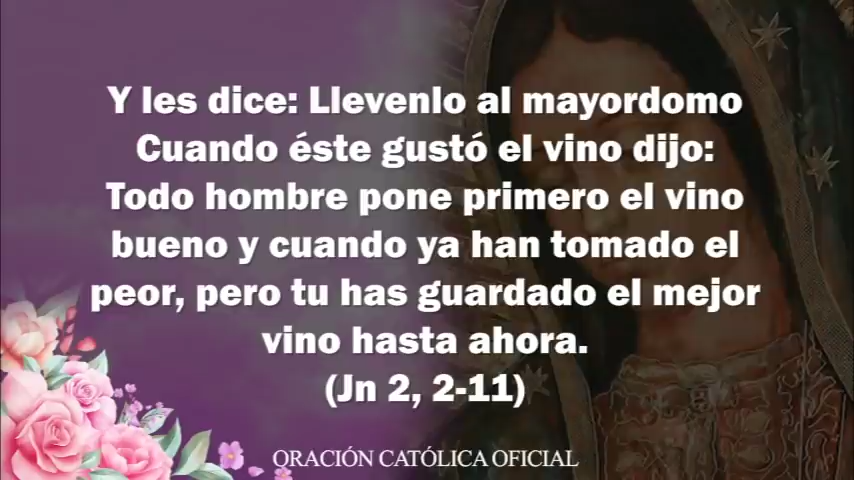 Y les dice: Llevenlo al mayordomo
Cuando éste gustó el vino dijo:
Todo hombre pone primero el vino
bueno y cuando ya han tomado el
peor, pero tu has guardado el mejor
vino hasta ahora.
(Jn 2, 2-11)
ORACIÓN CATÓLICA OFICIAL